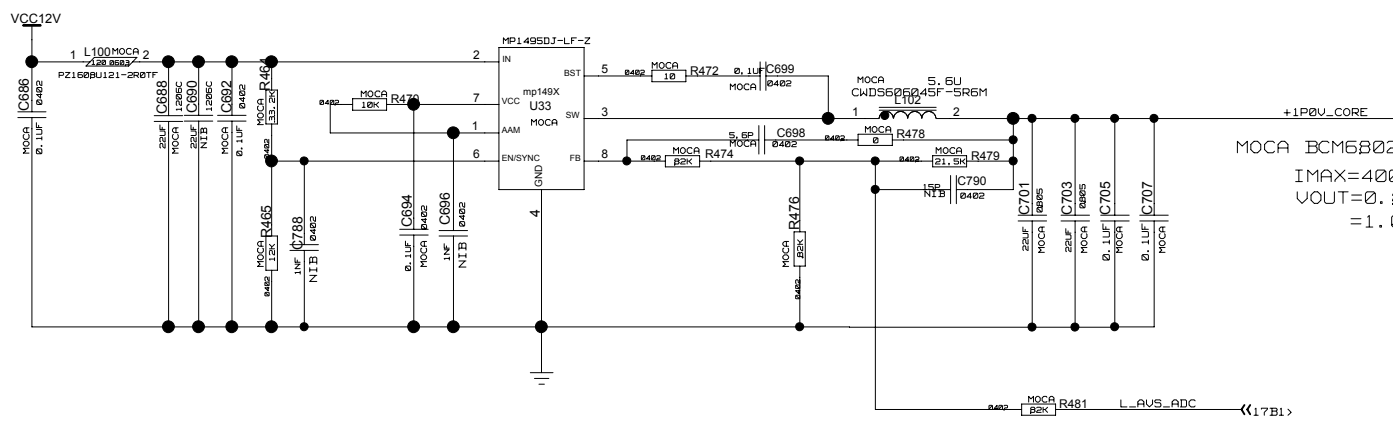 VCC12V
MP1495DJ-LF-Z
1 L100 MOCA 2
120 0603
PZ1608U121-2R0TF
C686
0402
MOCA
0.1UF
C688
1206C
22UF
MOCA
C690
1206C
22UF
NIB
C692
0402
MOCA
0.1UF
R464
MOCA
33.2K
0402
R465
MOCA
12K
0402
C788
0402
1NF
NIB
MOCA
0402
10K
C694
0402
0.1UF
MOCA
C696
0402
1NF
NIB
2 IN
7 VCC
1 AAM
6 EN/SYNC
mp149X
U33
MOCA
GND
4
BST 5
SW 3
FB 8
MOCA
0402 10 R472
0.1UF C699
MOCA 0402
MOCA 5.6U
CWDS606045F-5R6M
1 L102 2
5.6P C698
MOCA 0402
MOCA
0402 0 R478
MOCA
0402 82K R474
MOCA
0402 21.5K R479
15P C790
NIB 0402
R476
MOCA
82K
0402
C701
0805
22UF
MOCA
C703
0805
22UF
MOCA
C705
0.1UF
MOCA
C707
0.1UF
MOCA
+1P0V_CORE
MOCA BCM6802
IMAX=400
VOUT=0.
=1.0
MOCA
0402 82K R481
L_AVS_ADC
17B1>